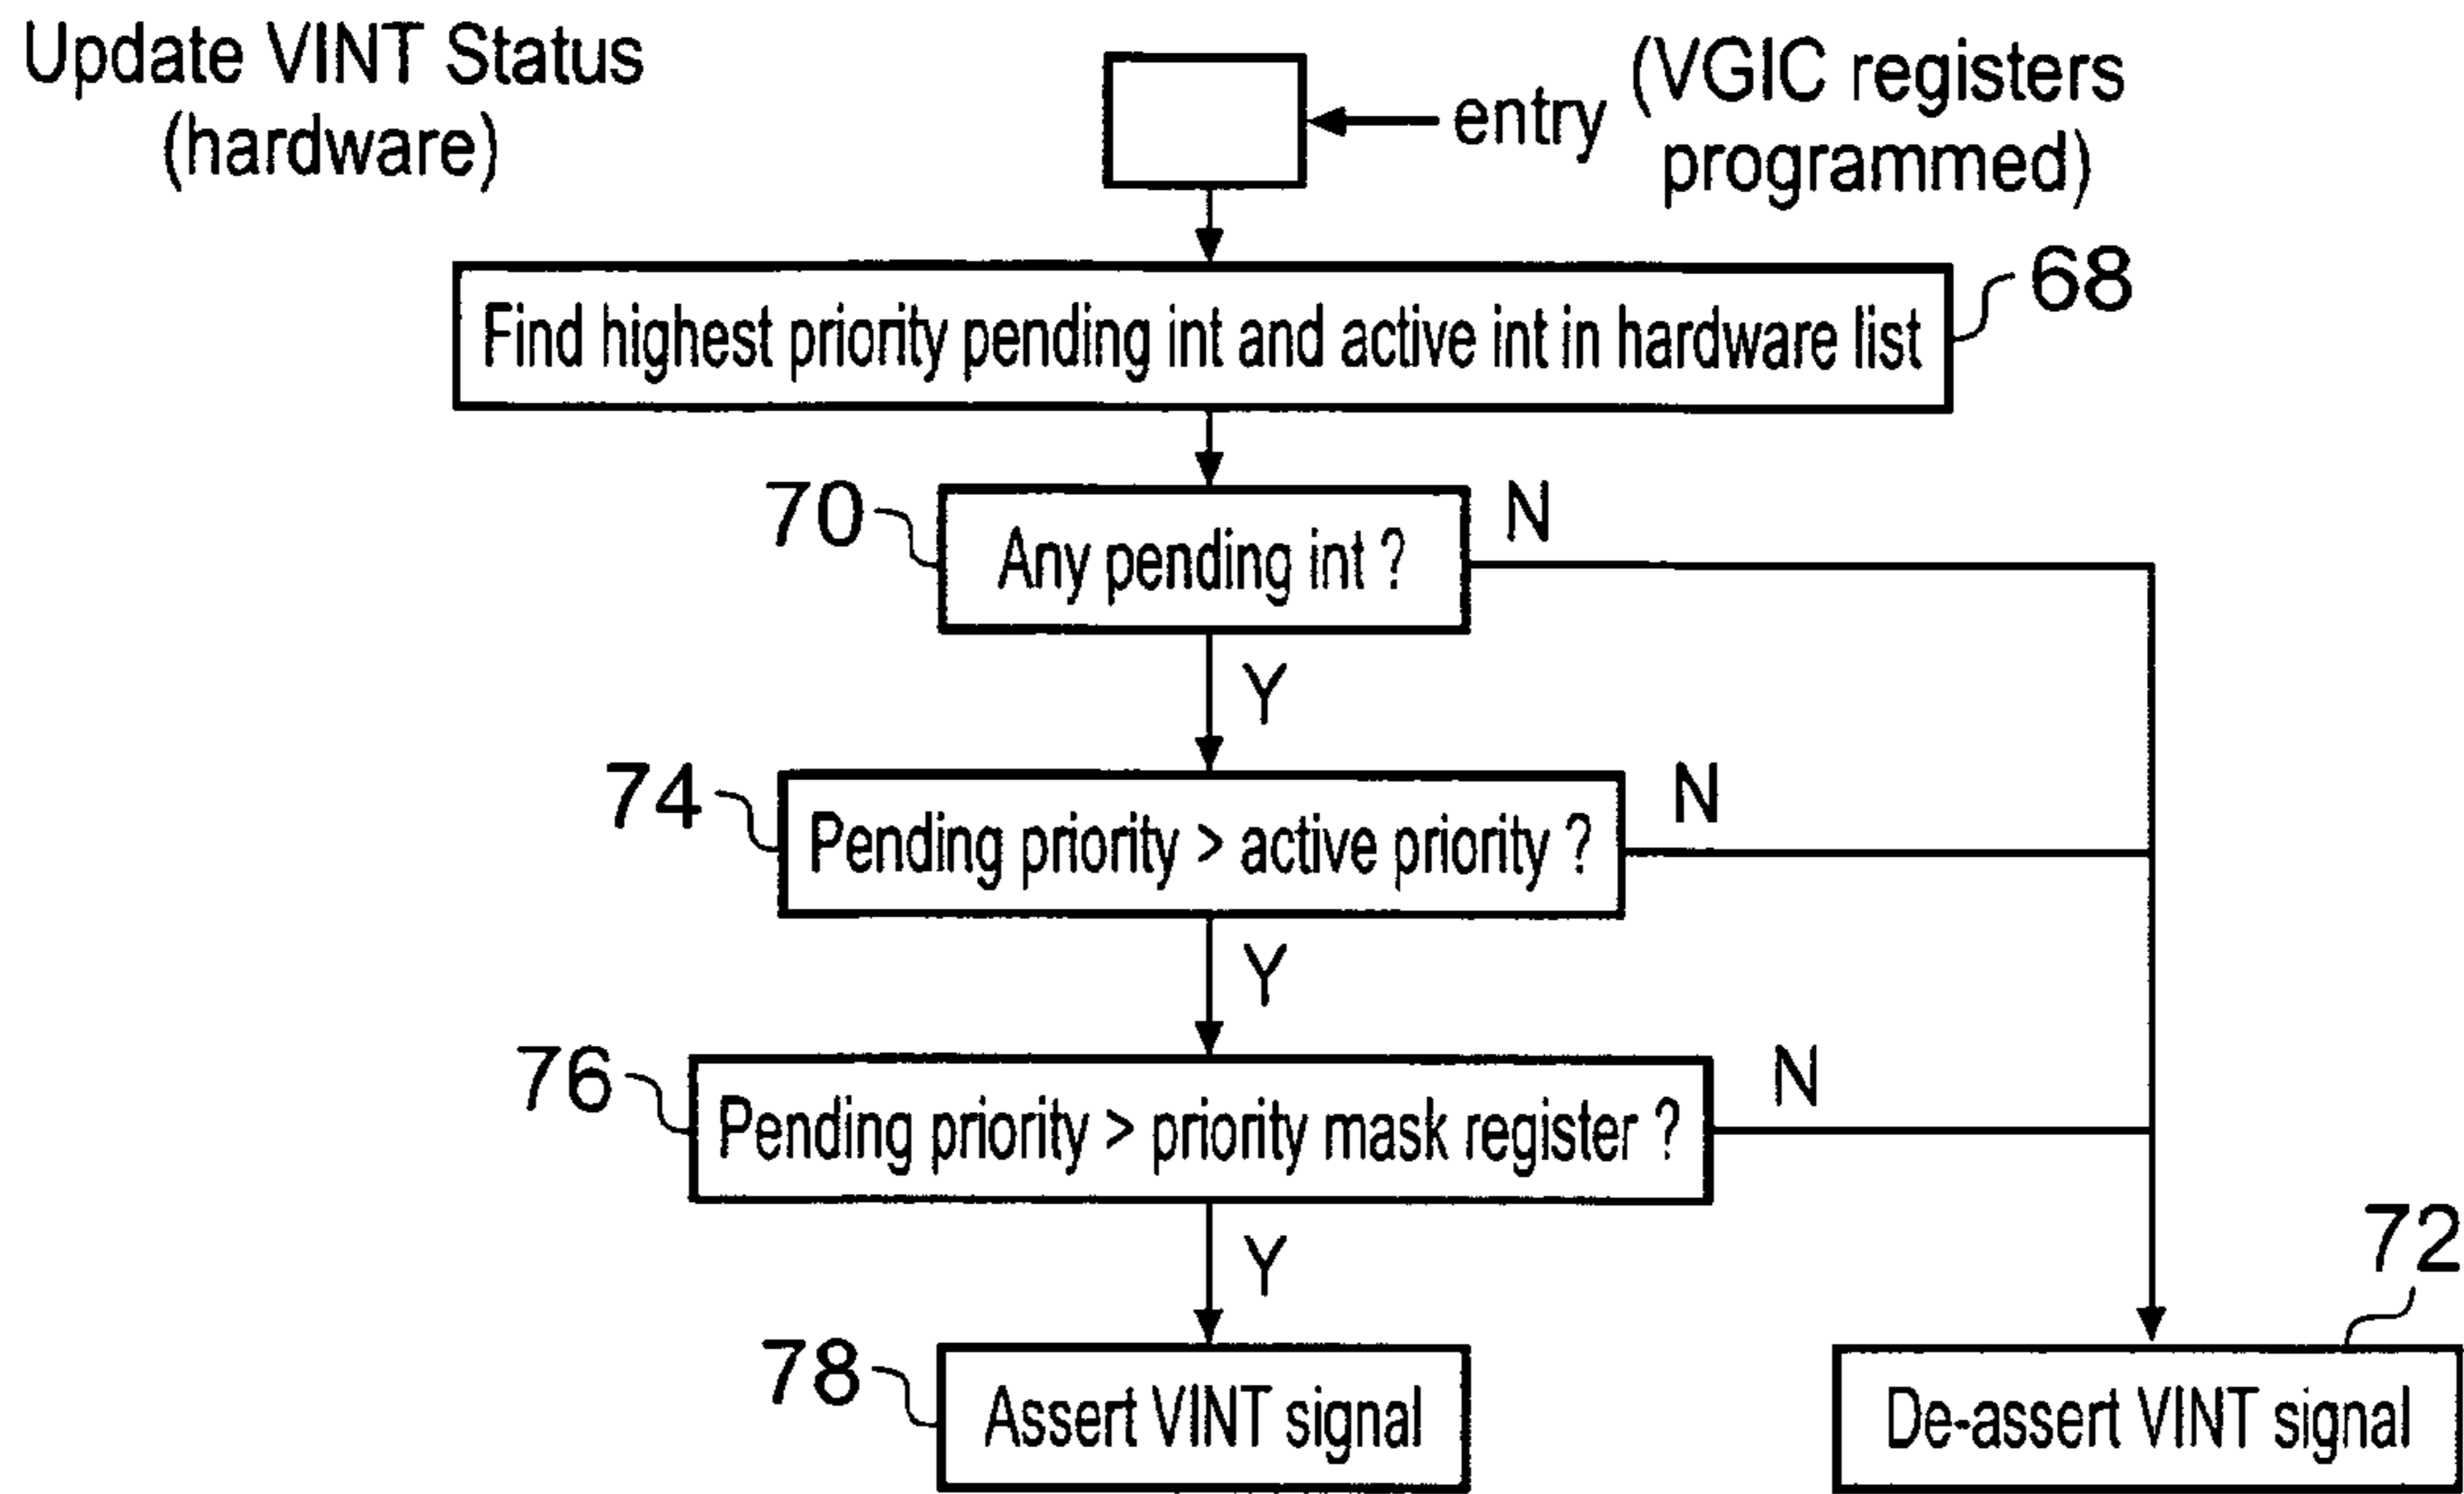 Update VINT Status
(hardware)
entry
(VGIC registers
programmed)
Find highest priority pending int and active int in hardware list
68
70
Any pending int ?
N
Y
74
Pending priority > active priority ?
N
Y
76
Pending priority > priority mask register ?
N
Y
72
78
Assert VINT signal
De-assert VINT signal